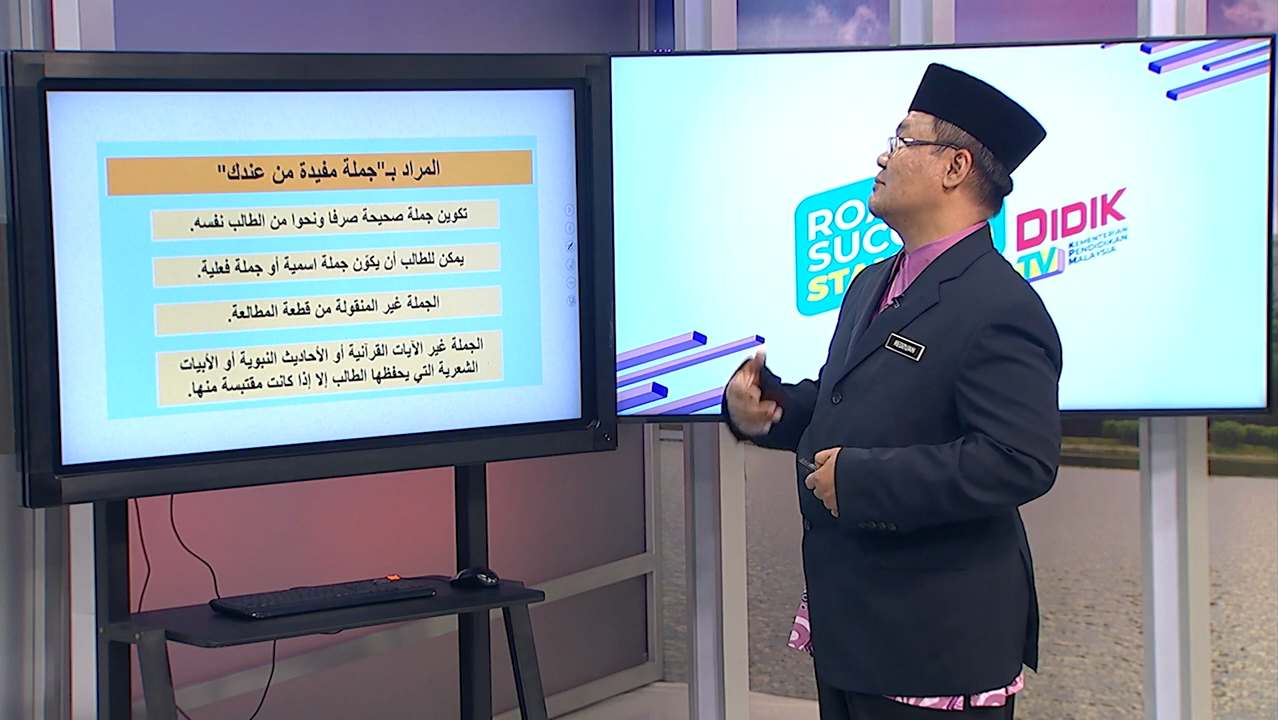 المراد بـ"جملة مفيدة من عندك"
تكوين جملة صحيحة صرفا ونحوا من الطالب نفسه.
يمكن للطالب أن يكوّن جملة اسمية أو جملة فعلية.
الجملة غير المنقولة من قطعة المطالعة.
الجملة غير الآيات القرآنية أو الأحاديث النبوية أو الأبيات
الشعرية التي يحفظها الطالب إلا إذا كانت مقتبسة منها.
DIDIK
TV
KEMENTERIAN
PENDIDIKAN
MALAYSIA